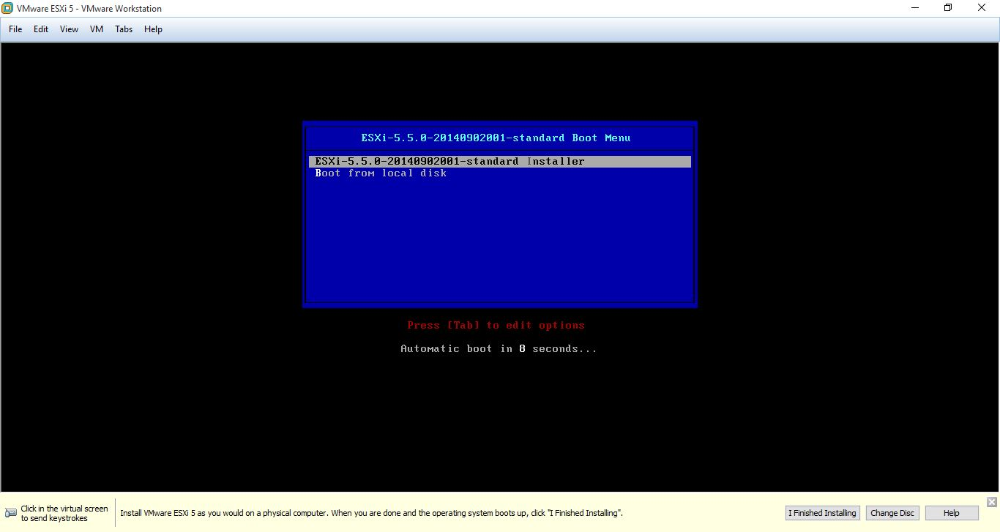 VMware ESXi 5 - VMware Workstation
File Edit View VM Tabs Help
ESXi-5.5.0-20140902001-standard Boot Menu
ESXi-5.5.0-20140902001-standard Installer
Boot from local disk
Press [Tab] to edit options
Automatic boot in 8 seconds...
Click in the virtual screen
to send keystrokes
Install VMware ESXi 5 as you would on a physical computer. When you are done and the operating system boots up, click "I Finished Installing".
I Finished Installing Change Disc Help